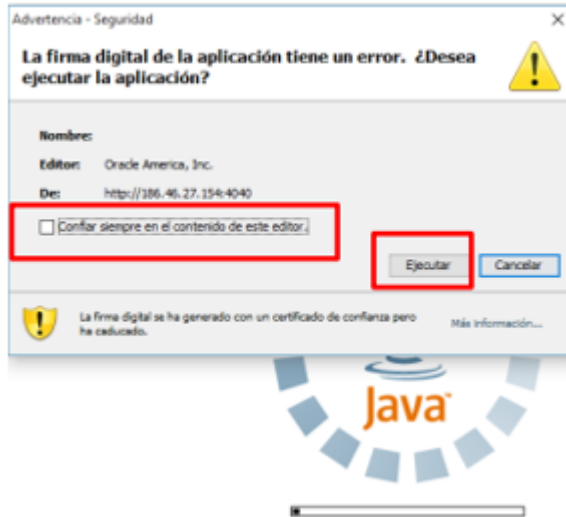 Advertencia - Seguridad
La firma digital de la aplicación tiene un error. ¿Desea
ejecutar la aplicación?
Nombre:
Editor: Oracle America, Inc.
De: http://186.46.27.154:4040
Confiar siempre en el contenido de este editor.
Ejecutar Cancelar
La firma digital se ha generado con un certificado de confianza pero
ha caducado.
Más información...
Java™